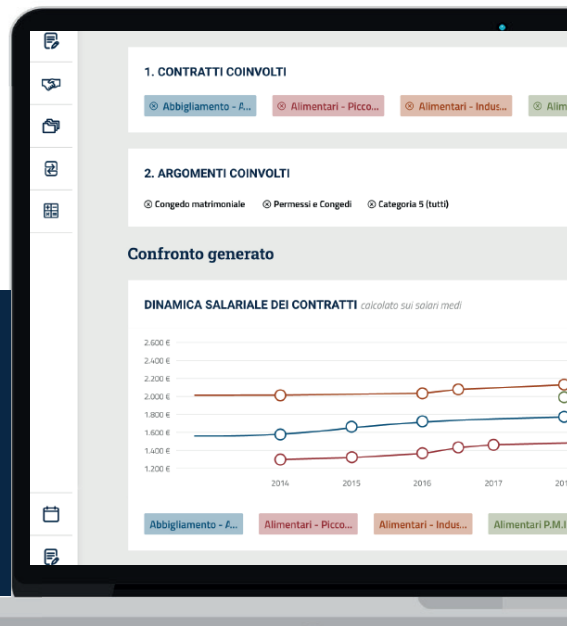 1. CONTRATTI COINVOLTI
Abbigliamento - A... Alimentari - Picco... Alimentari - Indus... Alim
2. ARGOMENTI COINVOLTI
Congedo matrimoniale Permessi e Congedi Categoria 5 (tutti)
Confronto generato
DINAMICA SALARIALE DEI CONTRATTI calcolato sui salari medi
2.600 €
2.400 €
2.200 €
2.000 €
1.800 €
1.600 €
1.400 €
1.200 €
2014 2015 2016 2017 201
Abbigliamento - A... Alimentari - Picco... Alimentari - Indus... Alimentari P.M.I